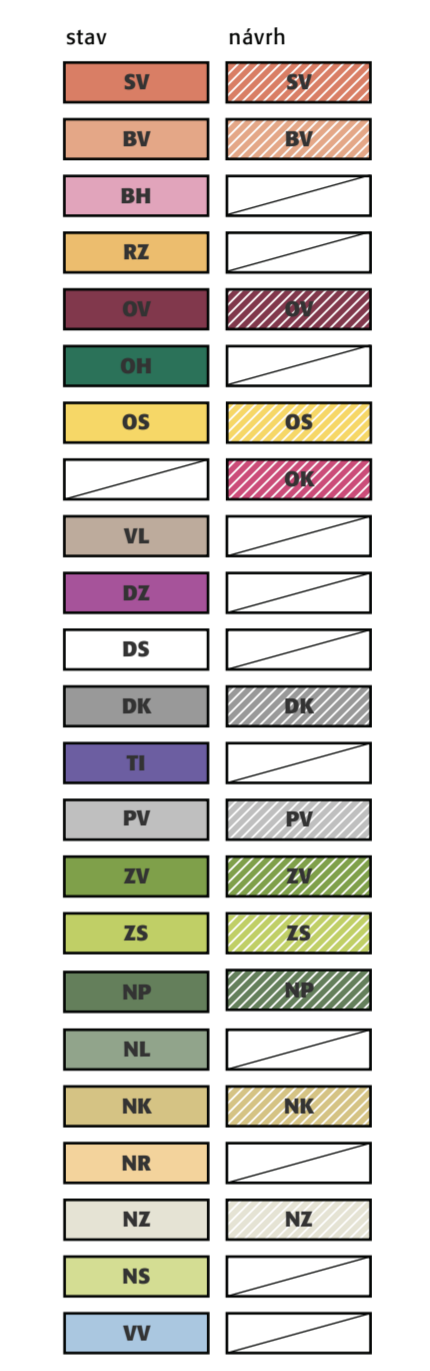 stav návrh
SV SV
BV BV
BH
RZ
OV OV
OH
OS OS
OK
VL
DZ
DS
DK DK
TI
PV PV
ZV ZV
ZS ZS
NP NP
NL
NK NK
NR
NZ NZ
NS
VV